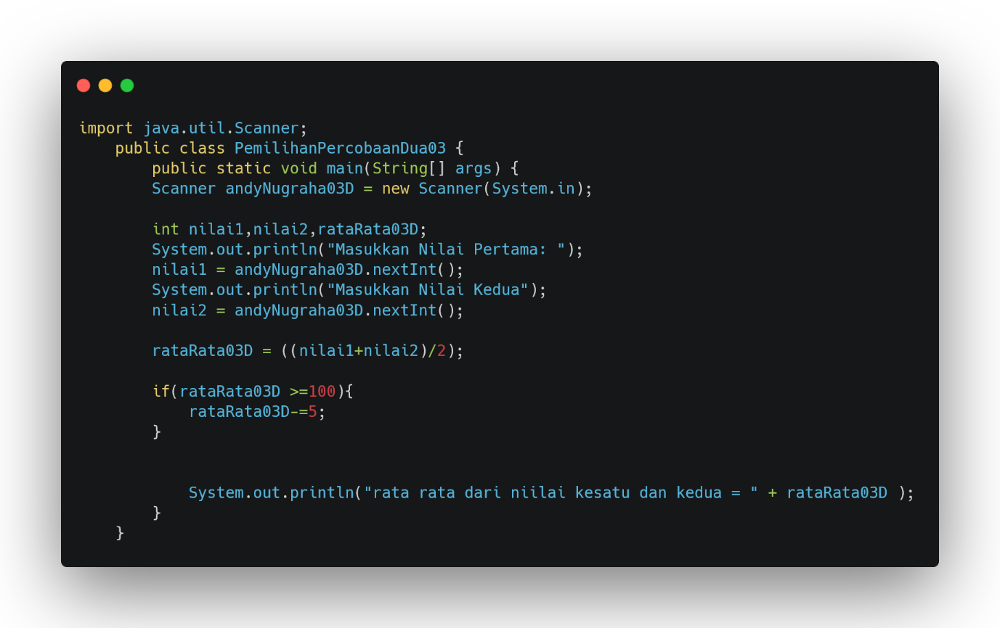 import java.util.Scanner;
    public class PemilihanPercobaanDua03 {
        public static void main(String[] args) {
        Scanner andyNugraha03D = new Scanner(System.in);

        int nilai1,nilai2,rataRata03D;
        System.out.println("Masukkan Nilai Pertama: ");
        nilai1 = andyNugraha03D.nextInt();
        System.out.println("Masukkan Nilai Kedua");
        nilai2 = andyNugraha03D.nextInt();

        rataRata03D = ((nilai1+nilai2)/2);

        if(rataRata03D >=100){
            rataRata03D-=5;
        }


            System.out.println("rata rata dari niilai kesatu dan kedua = " + rataRata03D );
        }
    }